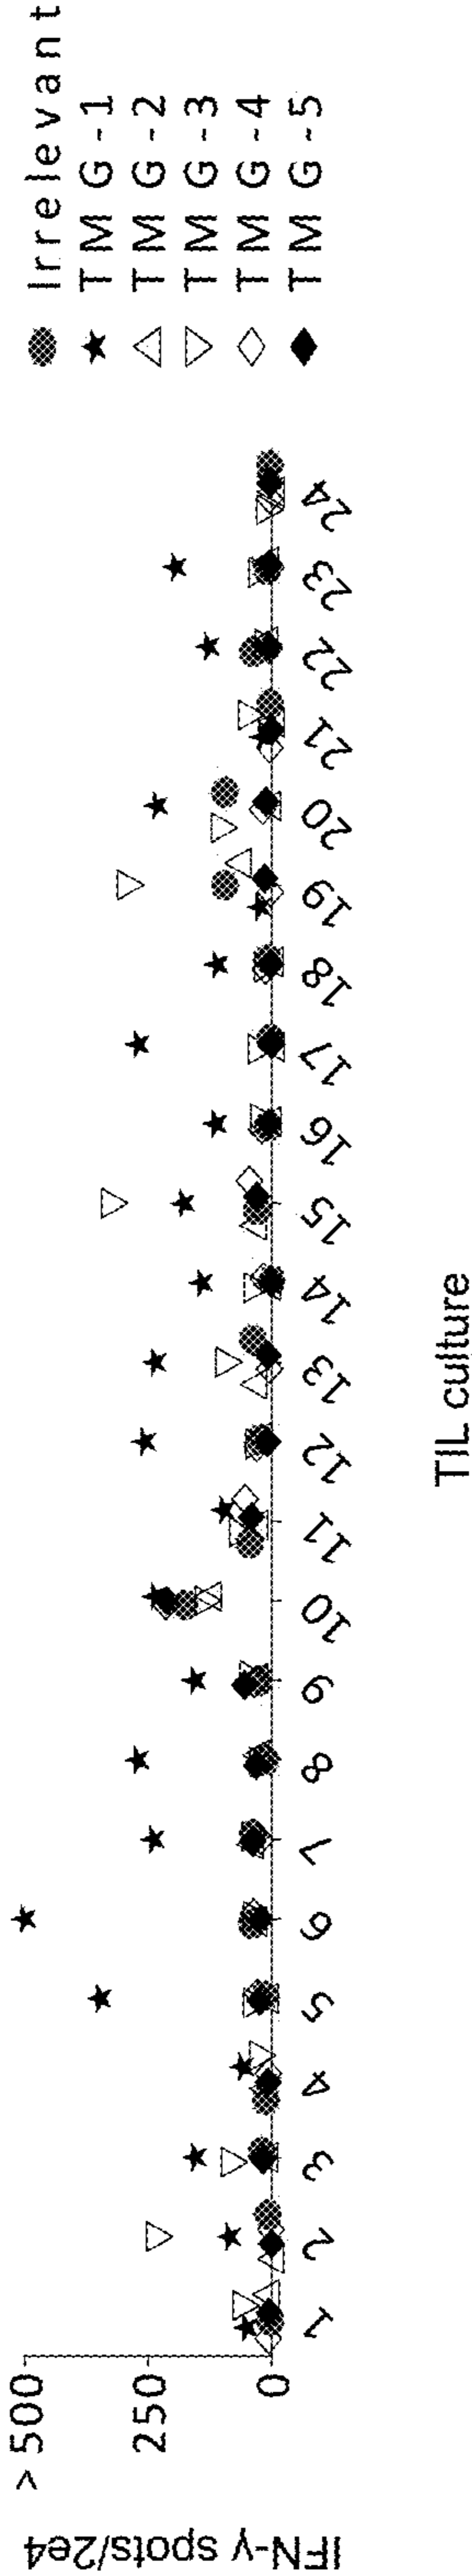 IFN-γ spots/2e4
> 500
250
0
1 2 3 4 5 6 7 8 9 10 11 12 13 14 15 16 17 18 19 20 21 22 23 24
TIL culture
Irrelevant
TMG-1
TMG-2
TMG-3
TMG-4
TMG-5